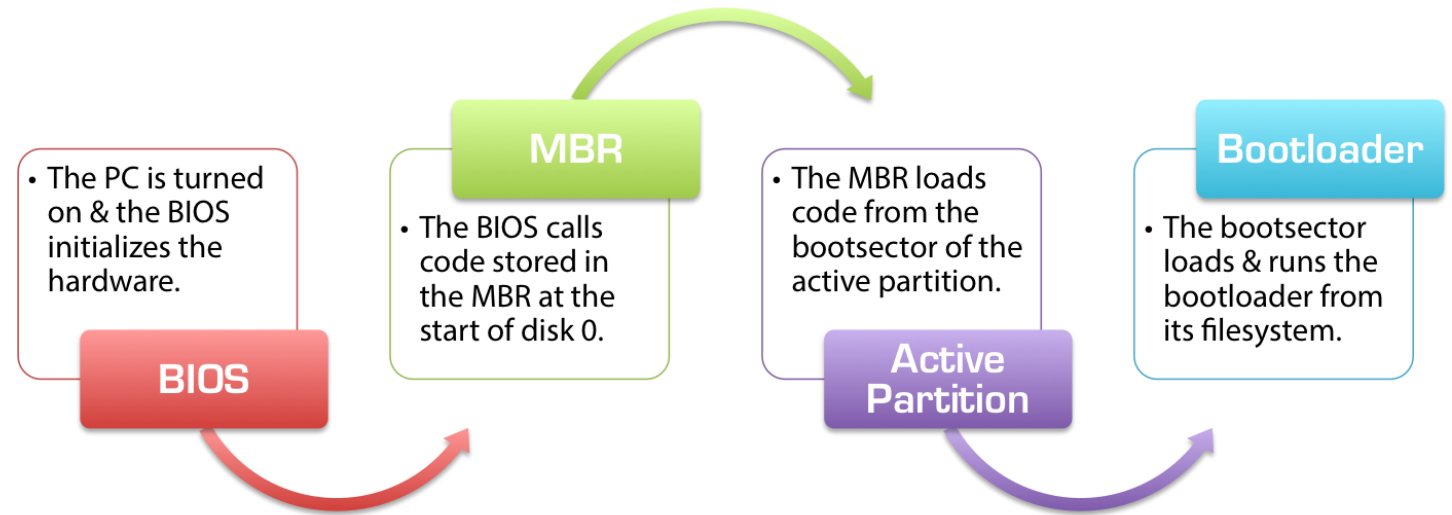 • The PC is turned
on & the BIOS
initializes the
hardware.
BIOS
MBR
• The BIOS calls
code stored in
the MBR at the
start of disk 0.
• The MBR loads
code from the
bootsector of the
active partition.
Active
Partition
Bootloader
• The bootsector
loads & runs the
bootloader from
its filesystem.